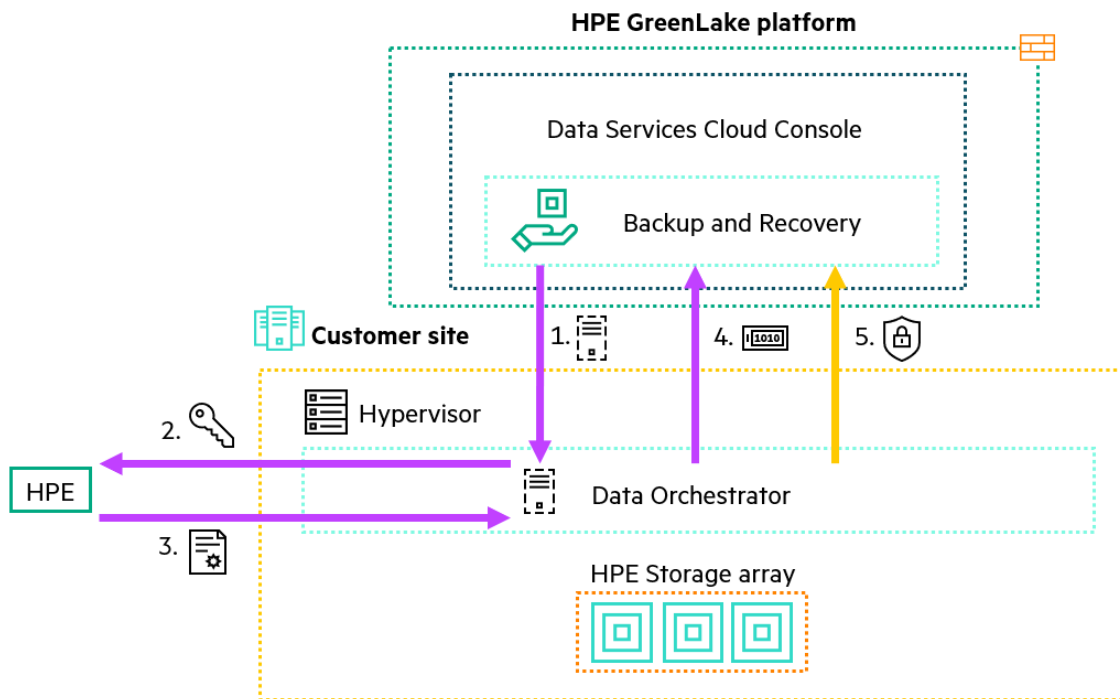 HPE GreenLake platform
Data Services Cloud Console
Backup and Recovery
Customer site
1.
4.
1010
5.
Hypervisor
2.
HPE
Data Orchestrator
3.
HPE Storage array